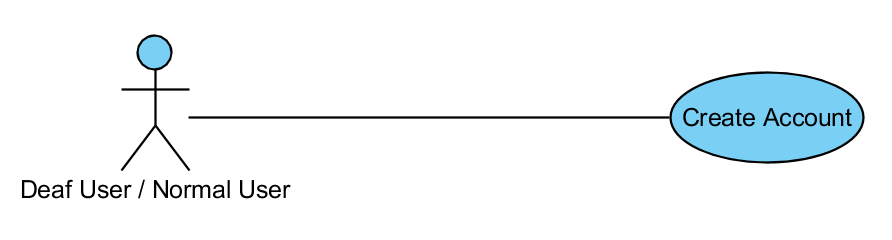 Create Account
Deaf User / Normal User